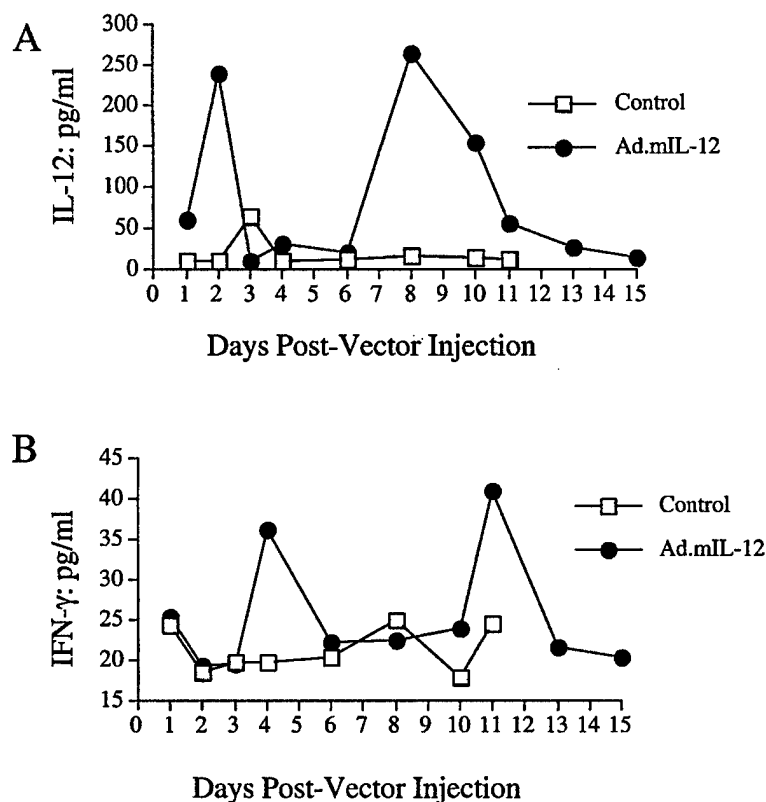 A
IL-12: pg/ml
300
250
200
150
100
50
0
0 1 2 3 4 6 7 8 9 10 11 12 13 14 15
Days Post-Vector Injection
Control
Ad.mIL-12
B
IFN-γ: pg/ml
45
40
35
30
25
20
15
0 1 2 3 4 6 7 8 9 10 11 12 13 14 15
Days Post-Vector Injection
Control
Ad.mIL-12